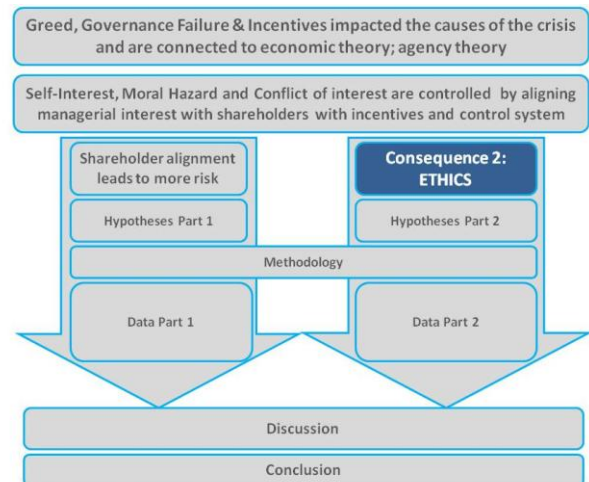 Greed, Governance Failure & Incentives impacted the causes of the crisis
and are connected to economic theory; agency theory
Self-Interest, Moral Hazard and Conflict of interest are controlled by aligning
managerial interest with shareholders with incentives and control system
Shareholder alignment
leads to more risk
Consequence 2:
ETHICS
Hypotheses Part 1
Hypotheses Part 2
Methodology
Data Part 1
Data Part 2
Discussion
Conclusion